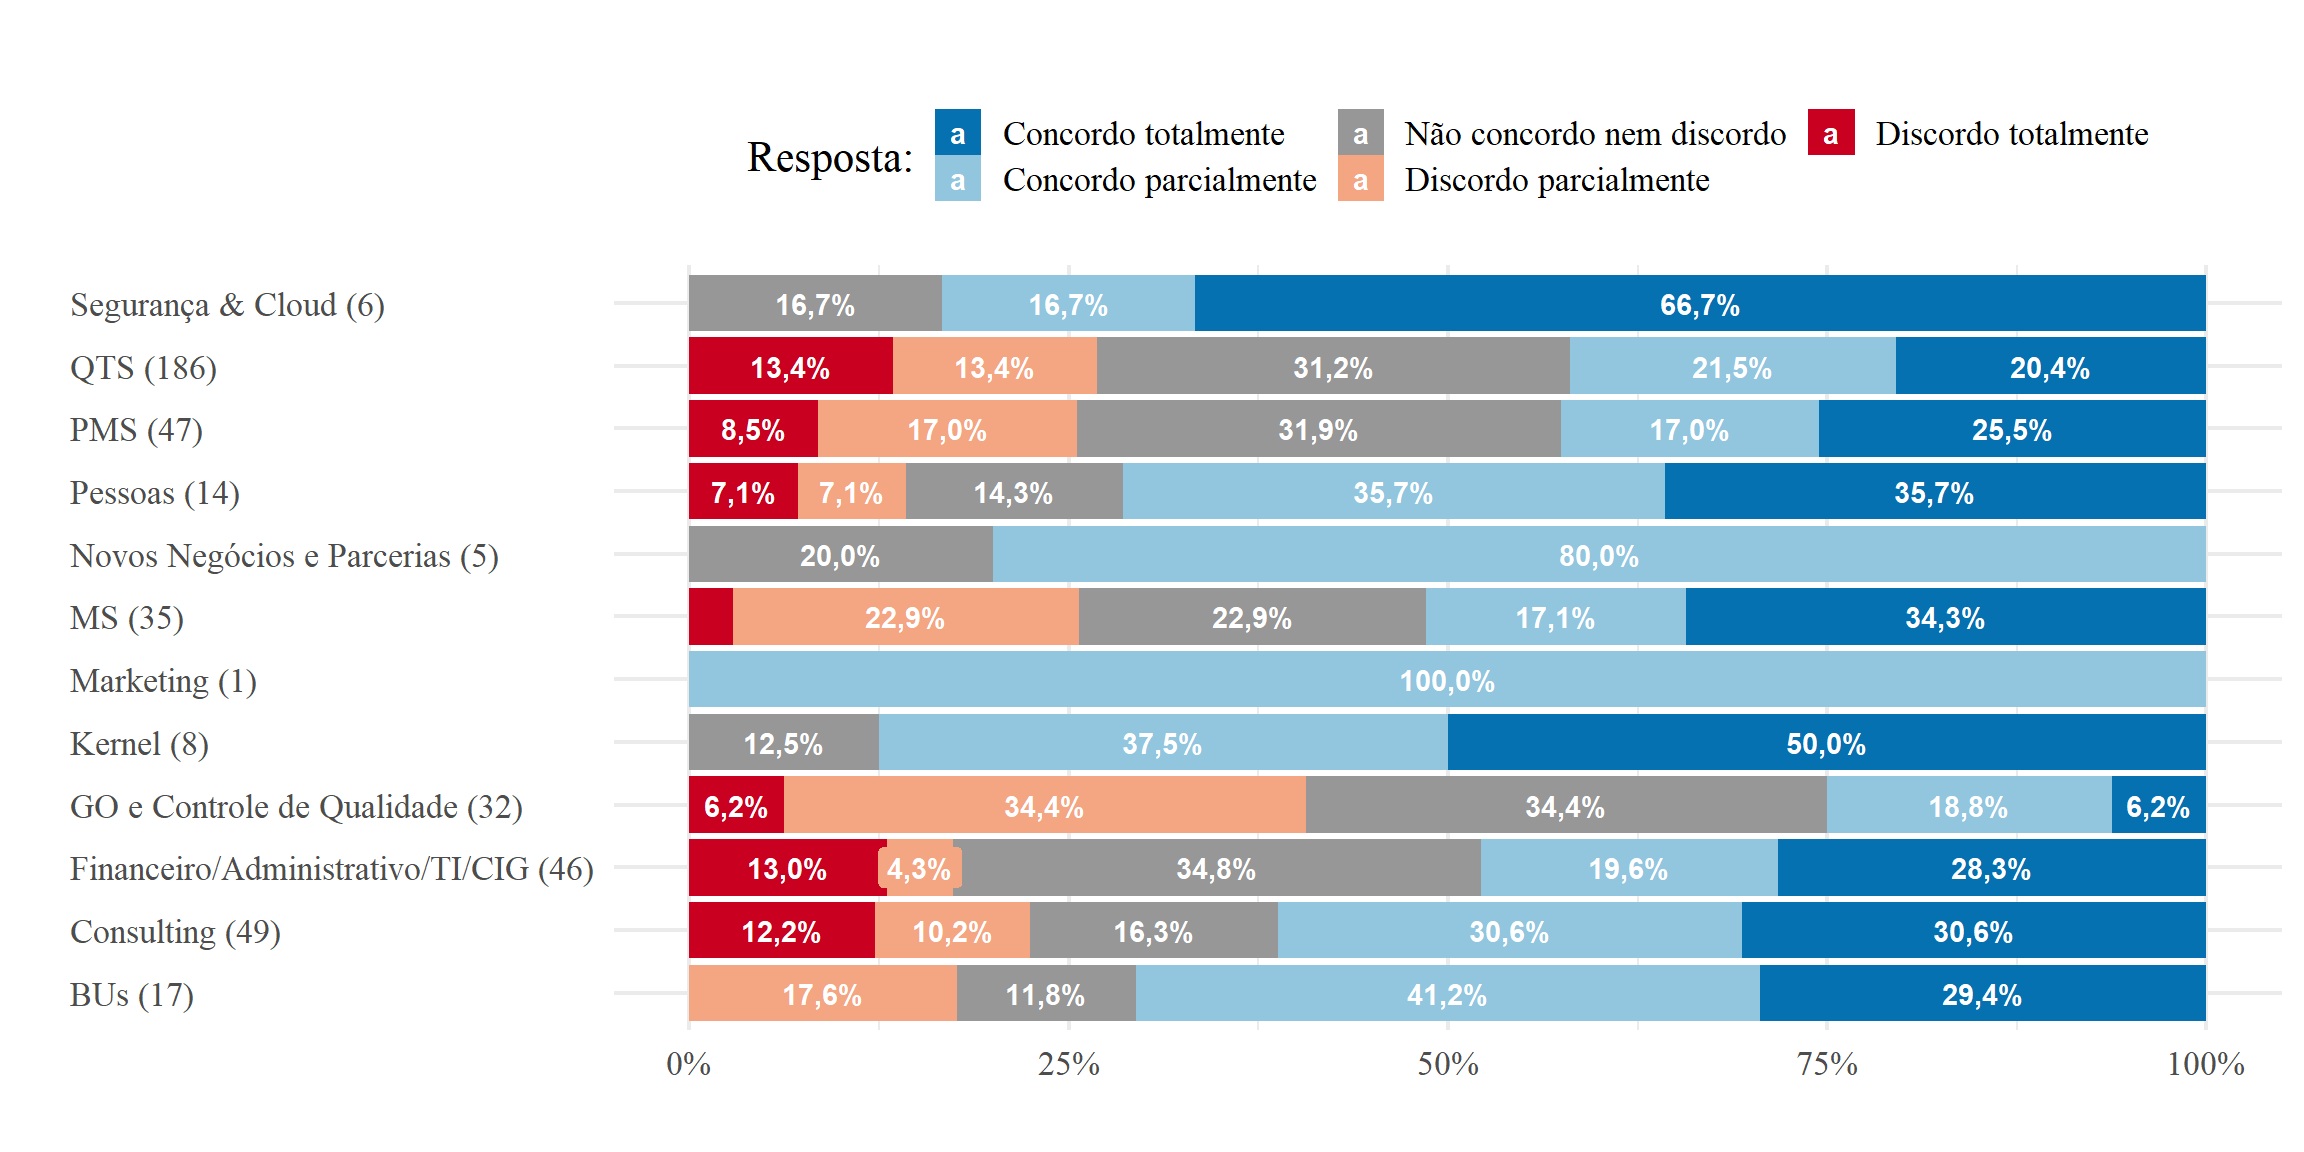 Resposta:
a Concordo totalmente a Não concordo nem discordo a Discordo totalmente
a Concordo parcialmente a Discordo parcialmente
Segurança & Cloud (6) 16,7% 16,7% 66,7%
QTS (186) 13,4% 13,4% 31,2% 21,5% 20,4%
PMS (47) 8,5% 17,0% 31,9% 17,0% 25,5%
Pessoas (14) 7,1% 7,1% 14,3% 35,7% 35,7%
Novos Negócios e Parcerias (5) 20,0% 80,0%
MS (35) 22,9% 22,9% 17,1% 34,3%
Marketing (1) 100,0%
Kernel (8) 12,5% 37,5% 50,0%
GO e Controle de Qualidade (32) 6,2% 34,4% 34,4% 18,8% 6,2%
Financeiro/Administrativo/TI/CIG (46) 13,0% 4,3% 34,8% 19,6% 28,3%
Consulting (49) 12,2% 10,2% 16,3% 30,6% 30,6%
BUs (17) 17,6% 11,8% 41,2% 29,4%
0% 25% 50% 75% 100%